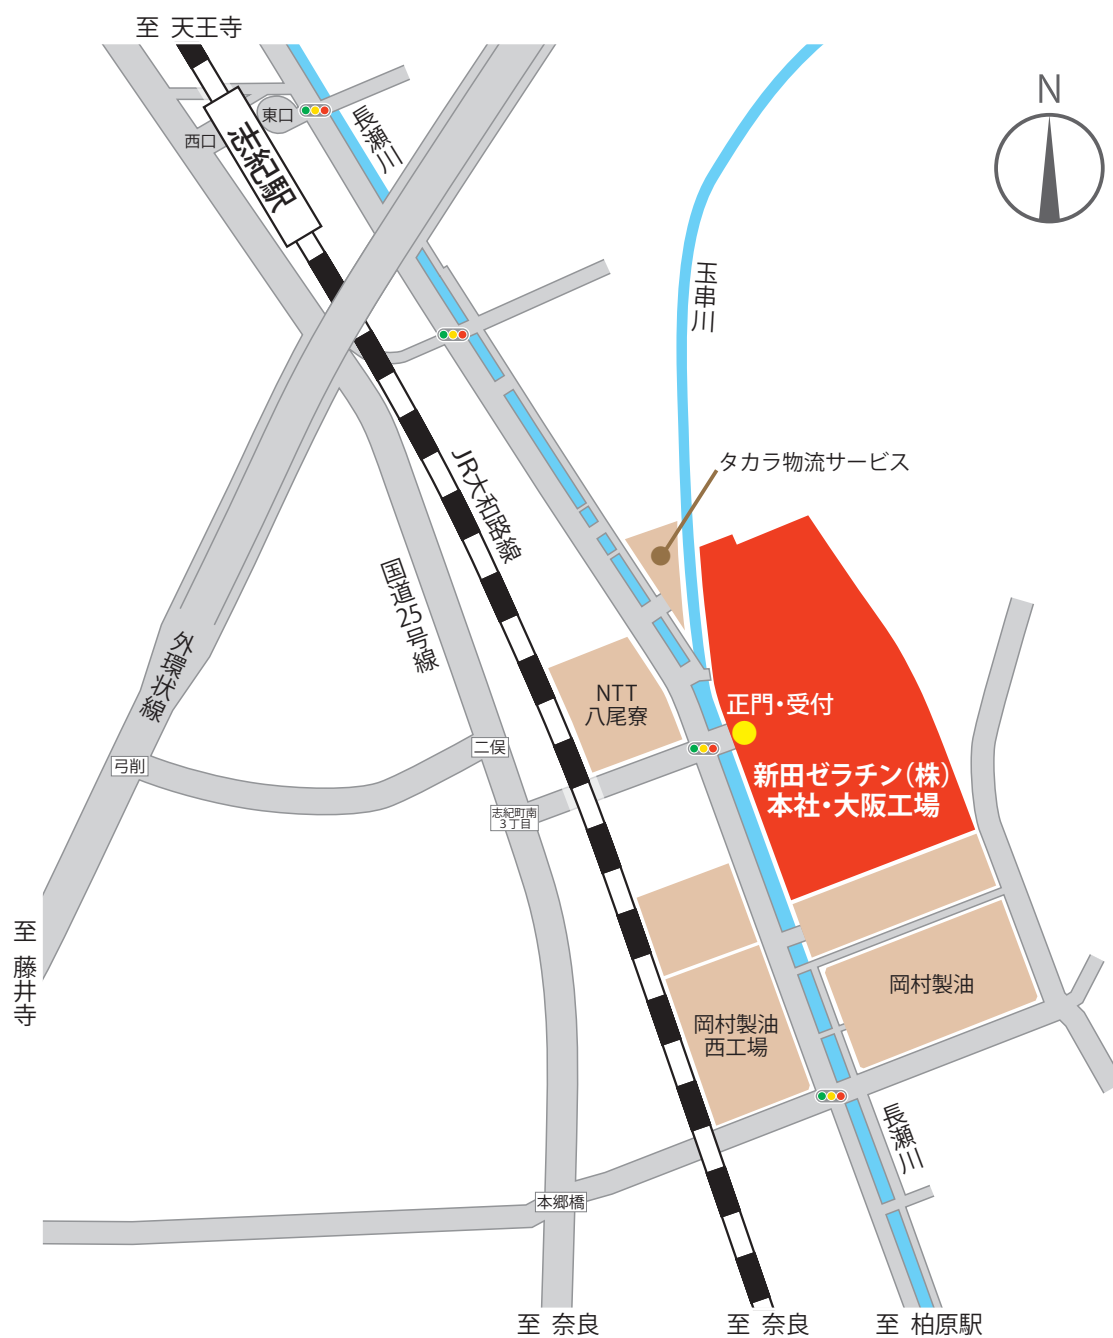 至 天王寺
N
東口
西口
志紀駅
長瀬川
玉串川
タカラ物流サービス
JR大和路線
国道25号線
外環状線
NTT
八尾寮
正門・受付
新田ゼラチン(株)
本社・大阪工場
弓削
二俣
志紀町南
3丁目
至 藤井寺
岡村製油
岡村製油
西工場
長瀬川
本郷橋
至 奈良
至 奈良
至 柏原駅